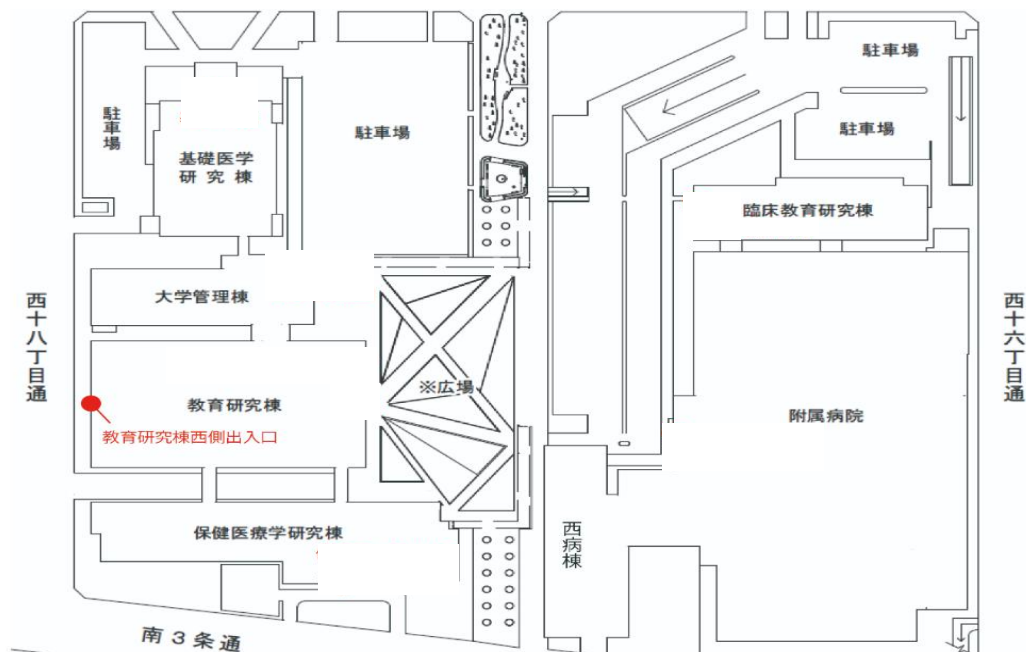 駐車場
駐車場
駐車場
駐車場
基礎医学
研究棟
臨床教育研究棟
大学管理棟
西十八丁目通
西十六丁目通
※広場
教育研究棟
附属病院
教育研究棟西側出入口
保健医療学研究棟
西病棟
南3条通